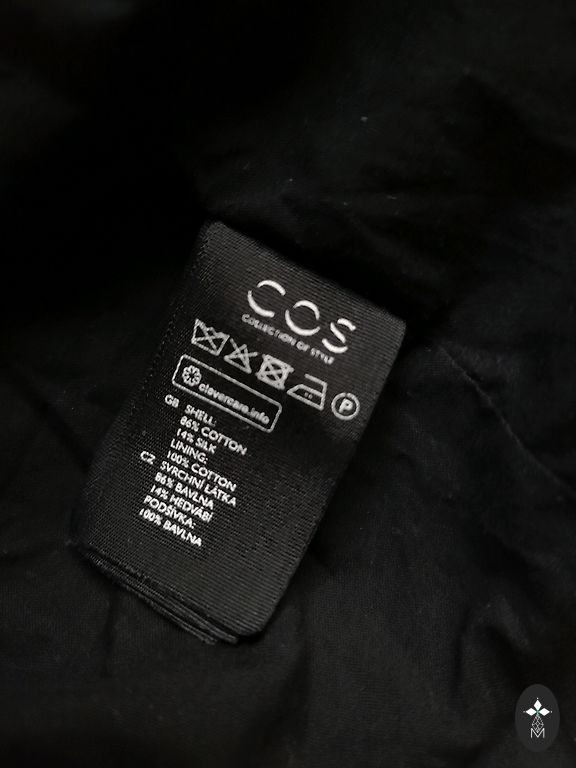 COS
COLLECTION OF STYLE
P
clevercare.info
GB SHELL:
86% COTTON
14% SILK
LINING:
100% COTTON
CZ SVRCHNÍ LÁTKA
86% BAVLNA
14% HEDVÁBÍ
PODŠÍVKA:
100% BAVLNA
M